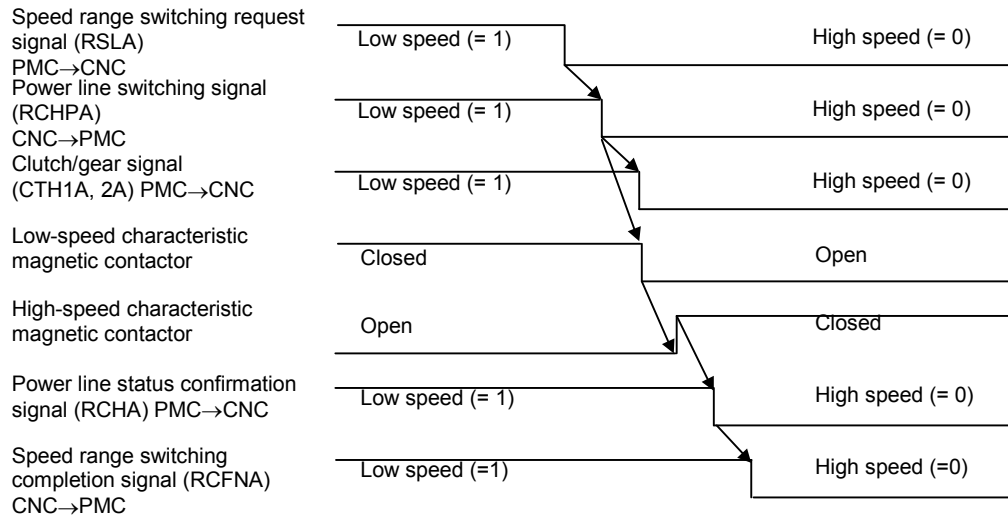 Speed range switching request
signal (RSLA)
PMC→CNC
Low speed (= 1)
High speed (= 0)
Power line switching signal
(RCHPA)
CNC→PMC
Low speed (= 1)
High speed (= 0)
Clutch/gear signal
(CTH1A, 2A) PMC→CNC
Low speed (= 1)
High speed (= 0)
Low-speed characteristic
magnetic contactor
Closed
Open
High-speed characteristic
magnetic contactor
Open
Closed
Power line status confirmation
signal (RCHA) PMC→CNC
Low speed (= 1)
High speed (= 0)
Speed range switching
completion signal (RCFNA)
CNC→PMC
Low speed (=1)
High speed (=0)